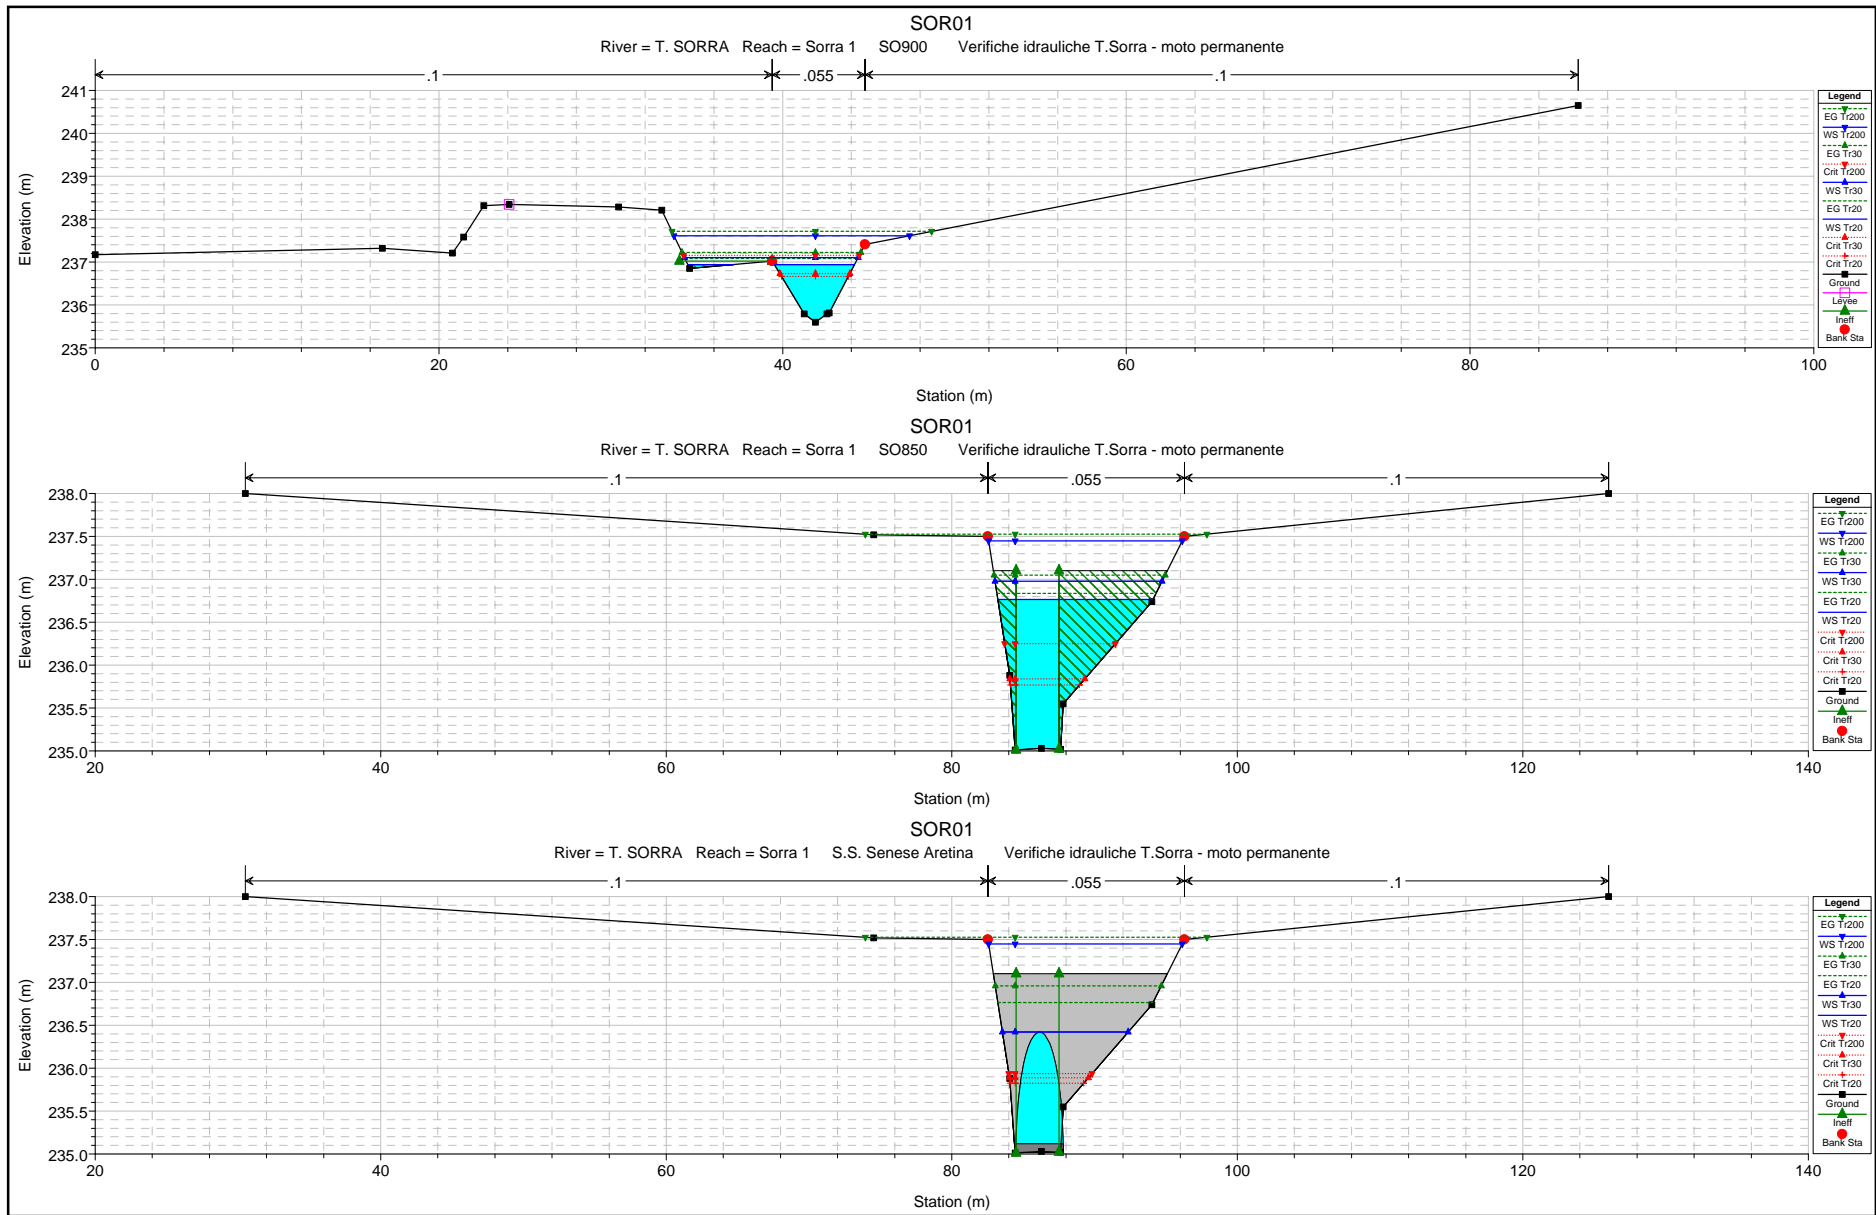 SOR01
River = T. SORRA Reach = Sorra 1 SO900 Verifiche idrauliche T.Sorra - moto permanente
.1 .055 .1
241
240
239
238
237
236
235
Elevation (m)
0 20 40 60 80 100
Station (m)
Legend
EG Tr200
WS Tr200
EG Tr30
Crit Tr200
WS Tr30
EG Tr20
WS Tr20
Crit Tr30
Crit Tr20
Ground
Levee
Ineff
Bank Sta
SOR01
River = T. SORRA Reach = Sorra 1 SO850 Verifiche idrauliche T.Sorra - moto permanente
.1 .055 .1
238.0
237.5
237.0
236.5
236.0
235.5
235.0
Elevation (m)
20 40 60 80 100 120 140
Station (m)
Legend
EG Tr200
WS Tr200
EG Tr30
WS Tr30
EG Tr20
WS Tr20
Crit Tr200
Crit Tr30
Crit Tr20
Ground
Ineff
Bank Sta
SOR01
River = T. SORRA Reach = Sorra 1 S.S. Senese Aretina Verifiche idrauliche T.Sorra - moto permanente
.1 .055 .1
238.0
237.5
237.0
236.5
236.0
235.5
235.0
Elevation (m)
20 40 60 80 100 120 140
Station (m)
Legend
EG Tr200
WS Tr200
EG Tr30
EG Tr20
WS Tr30
WS Tr20
Crit Tr200
Crit Tr30
Crit Tr20
Ground
Ineff
Bank Sta